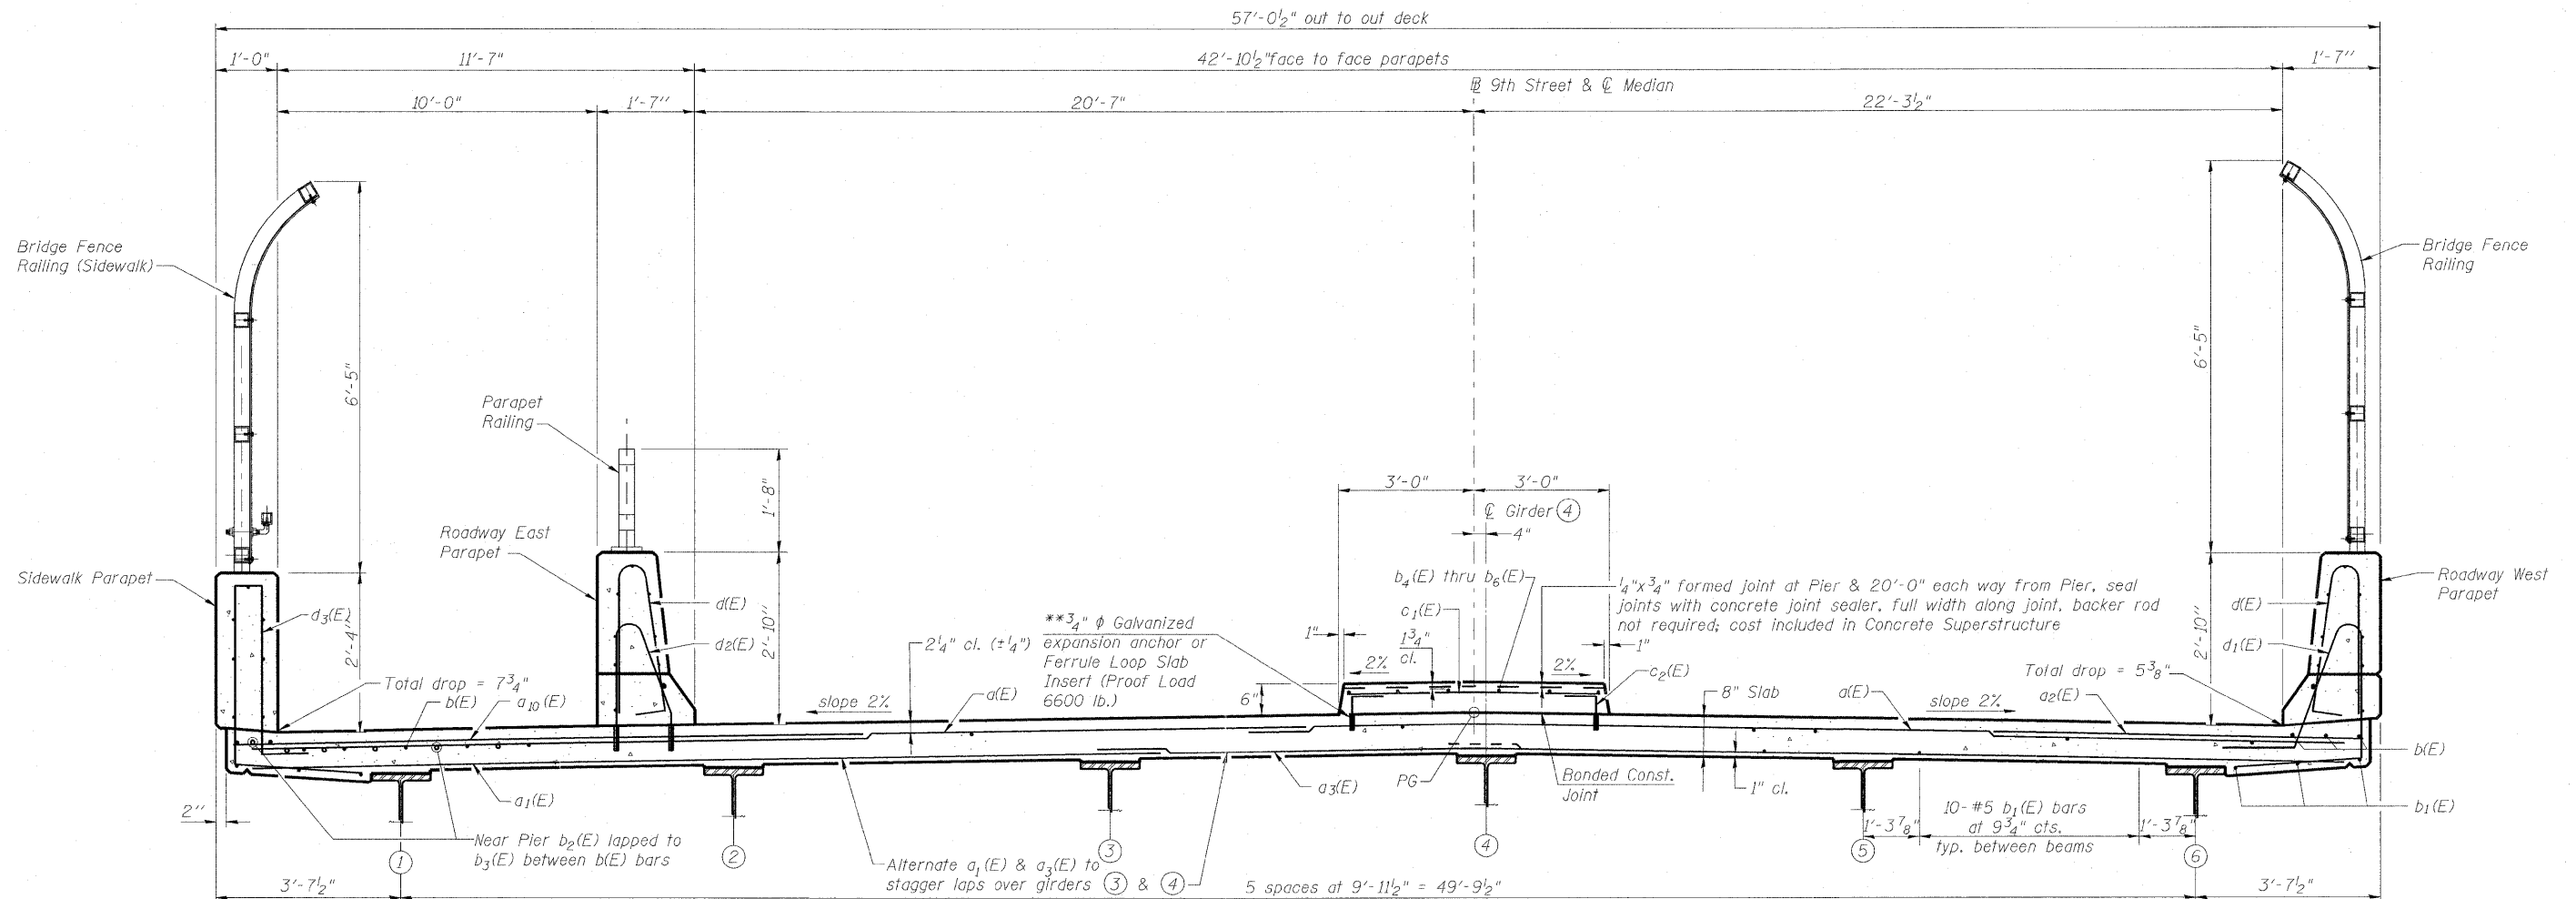 57'-0½" out to out deck
1'-0"
11'-7"
42'-10½" face to face parapets
1'-7"
℄ 9th Street & ℄ Median
10'-0"
1'-7"
20'-7"
22'-3½"
Bridge Fence
Railing (Sidewalk)
6'-5"
6'-5"
Bridge Fence
Railing
Parapet
Railing
1'-8"
3'-0"
3'-0"
℄ Girder 4
4"
Roadway East
Parapet
Sidewalk Parapet
d3(E)
2'-4"
d(E)
d2(E)
2'-10"
2¼" cl. (±¼")
**¾" ϕ Galvanized
expansion anchor or
Ferrule Loop Slab
Insert (Proof Load
6600 lb.)
b4(E) thru b6(E)
c1(E)
1"
1¾"
cl.
¼"x¾" formed joint at Pier & 20'-0" each way from Pier, seal
joints with concrete joint sealer, full width along joint, backer rod
not required; cost included in Concrete Superstructure
1"
2%
2%
c2(E)
6"
Roadway West
Parapet
d(E)
d1(E)
2'-10"
Total drop = 7¾"
b(E)
a10(E)
slope 2%
a(E)
8" Slab
a(E)
slope 2%
a2(E)
Total drop = 5⅜"
b(E)
b1(E)
2"
a1(E)
a3(E)
PG
Bonded Const.
Joint
1" cl.
Near Pier b2(E) lapped to
b3(E) between b(E) bars
Alternate a1(E) & a3(E) to
stagger laps over girders 3 & 4
1'-3⅞"
10-#5 b1(E) bars
at 9¾" cts.
typ. between beams
1'-3⅞"
1
2
3
4
5
6
3'-7½"
5 spaces at 9'-11½" = 49'-9½"
3'-7½"